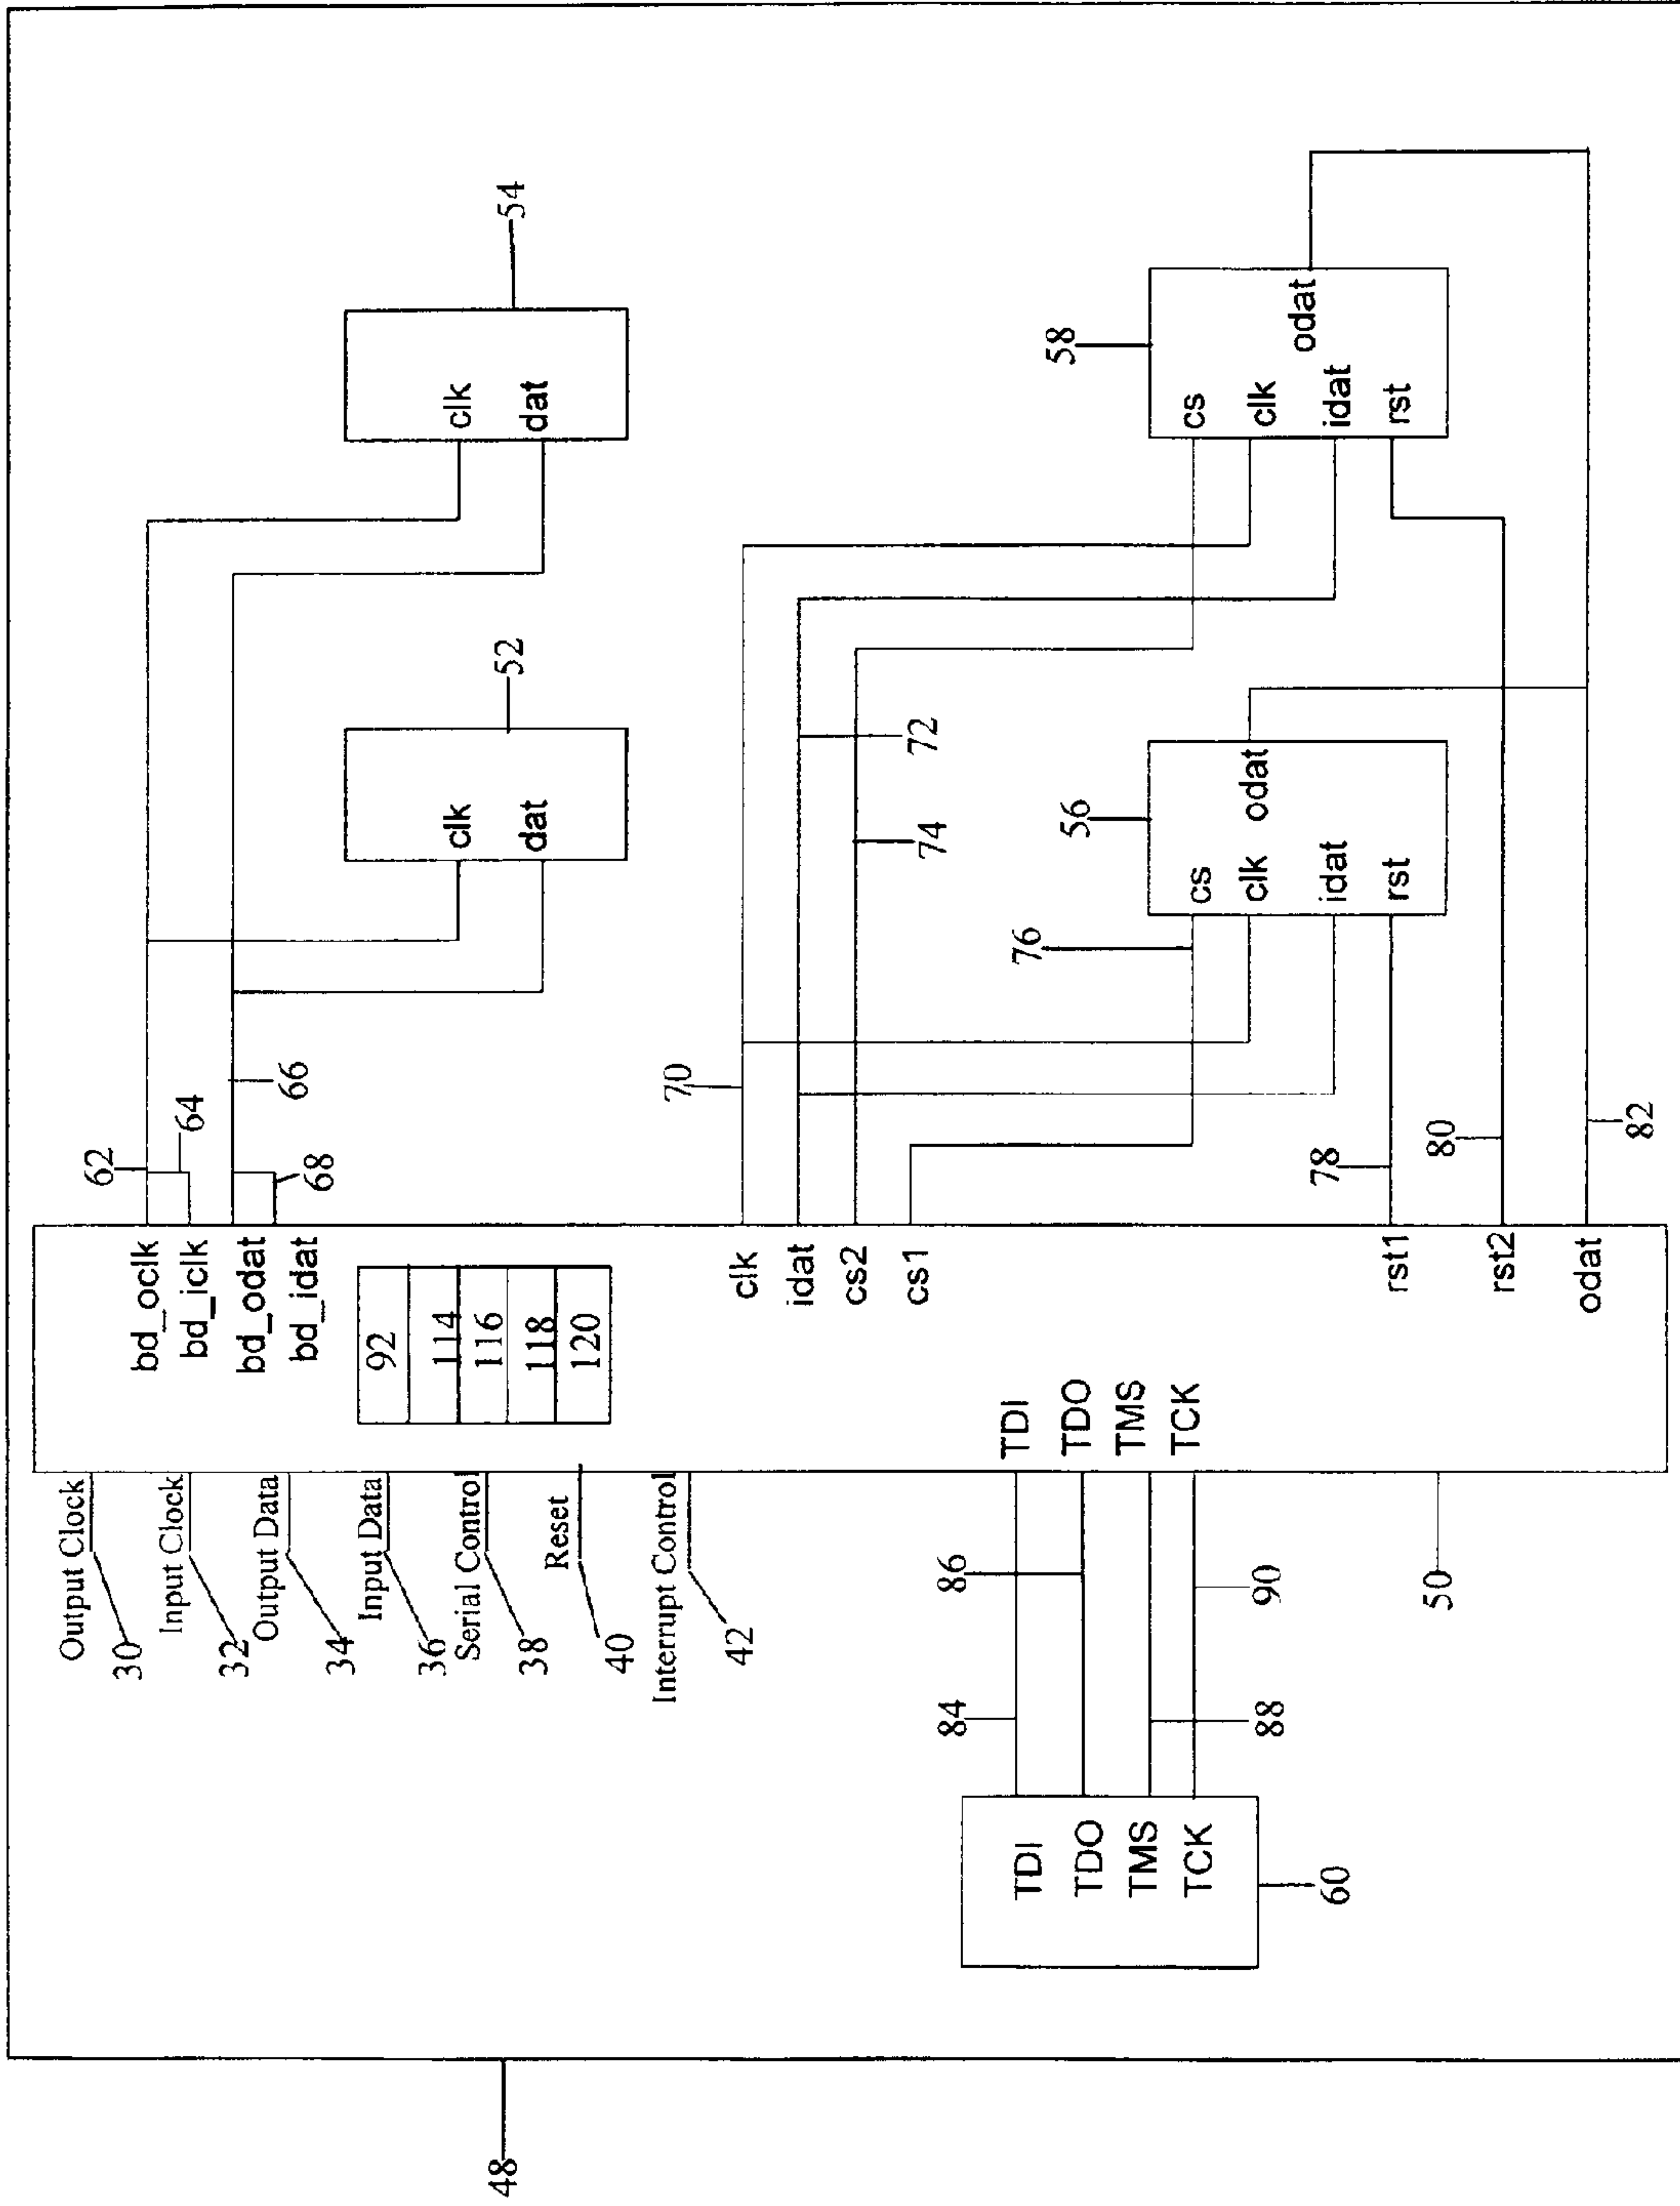 48
Output Clock
30
Input Clock
32
Output Data
34
Input Data
36
Serial Control
38
Reset
40
Interrupt Control
42
bd_oclk
bd_iclk
bd_odat
bd_idat
92
114
116
118
120
62
64
66
68
clk
dat
52
clk
dat
54
clk
idat
cs2
cs1
rst1
rst2
odat
70
72
74
76
78
80
82
cs
clk
idat
rst
odat
56
cs
clk
idat
rst
odat
58
TDI
TDO
TMS
TCK
84
86
88
90
TDI
TDO
TMS
TCK
60
50